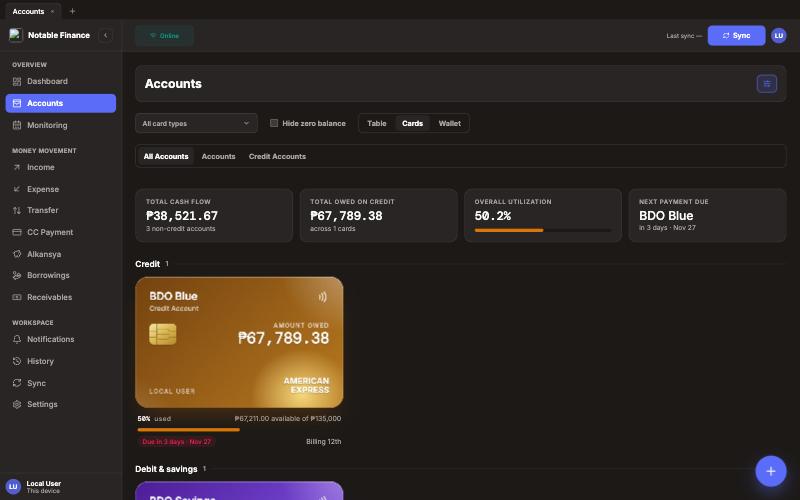 Accounts
Notable Finance
Online
Last sync —
Sync
LU
OVERVIEW
Dashboard
Accounts
Monitoring
MONEY MOVEMENT
Income
Expense
Transfer
CC Payment
Alkansya
Borrowings
Receivables
WORKSPACE
Notifications
History
Sync
Settings
LU
Local User
This device
Accounts
All card types
Hide zero balance
Table
Cards
Wallet
All Accounts
Accounts
Credit Accounts
TOTAL CASH FLOW
₱38,521.67
3 non-credit accounts
TOTAL OWED ON CREDIT
₱67,789.38
across 1 cards
OVERALL UTILIZATION
50.2%
NEXT PAYMENT DUE
BDO Blue
in 3 days · Nov 27
Credit 1
BDO Blue
Credit Account
AMOUNT OWED
₱67,789.38
LOCAL USER
AMERICAN
EXPRESS
50% used
₱67,211.00 available of ₱135,000
Due in 3 days · Nov 27
Billing 12th
Debit & savings 1
BDO Savings